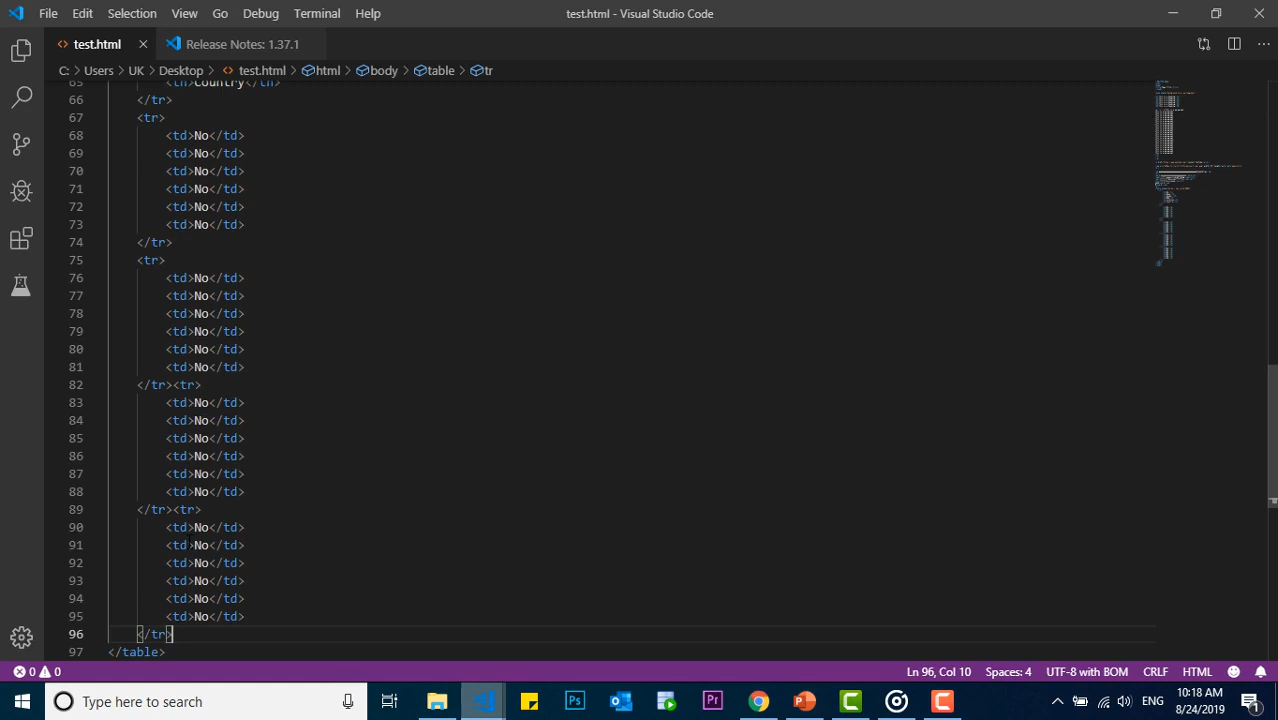 File Edit Selection View Go Debug Terminal Help test.html - Visual Studio Code
test.html Release Notes: 1.37.1
C: > Users > UK > Desktop > test.html > html > body > table > tr
65 <th>Country</th>
66 </tr>
67 <tr>
68 <td>No</td>
69 <td>No</td>
70 <td>No</td>
71 <td>No</td>
72 <td>No</td>
73 <td>No</td>
74 </tr>
75 <tr>
76 <td>No</td>
77 <td>No</td>
78 <td>No</td>
79 <td>No</td>
80 <td>No</td>
81 <td>No</td>
82 </tr><tr>
83 <td>No</td>
84 <td>No</td>
85 <td>No</td>
86 <td>No</td>
87 <td>No</td>
88 <td>No</td>
89 </tr><tr>
90 <td>No</td>
91 <td>No</td>
92 <td>No</td>
93 <td>No</td>
94 <td>No</td>
95 <td>No</td>
96 </tr>
97 </table>
0 0 Ln 96, Col 10 Spaces: 4 UTF-8 with BOM CRLF HTML
Type here to search Ps Pr ENG 10:18 AM
8/24/2019 1